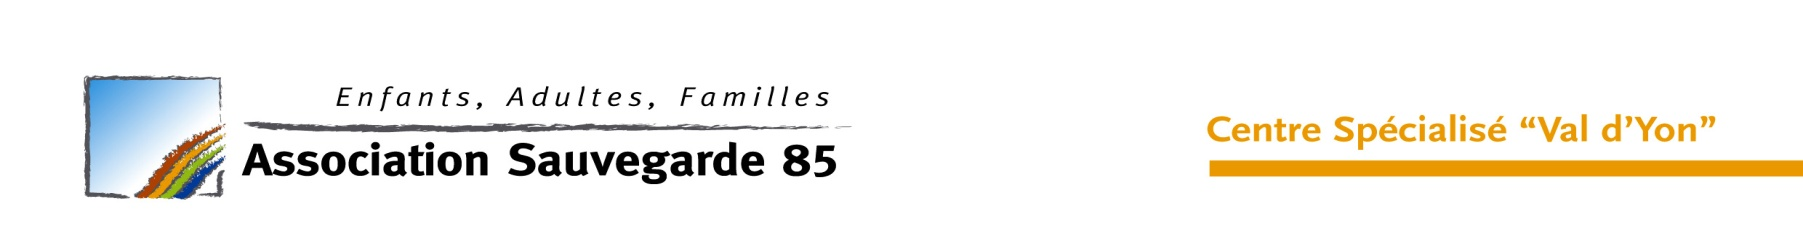 Enfants, Adultes, Familles
Association Sauvegarde 85
Centre Spécialisé “Val d’Yon”